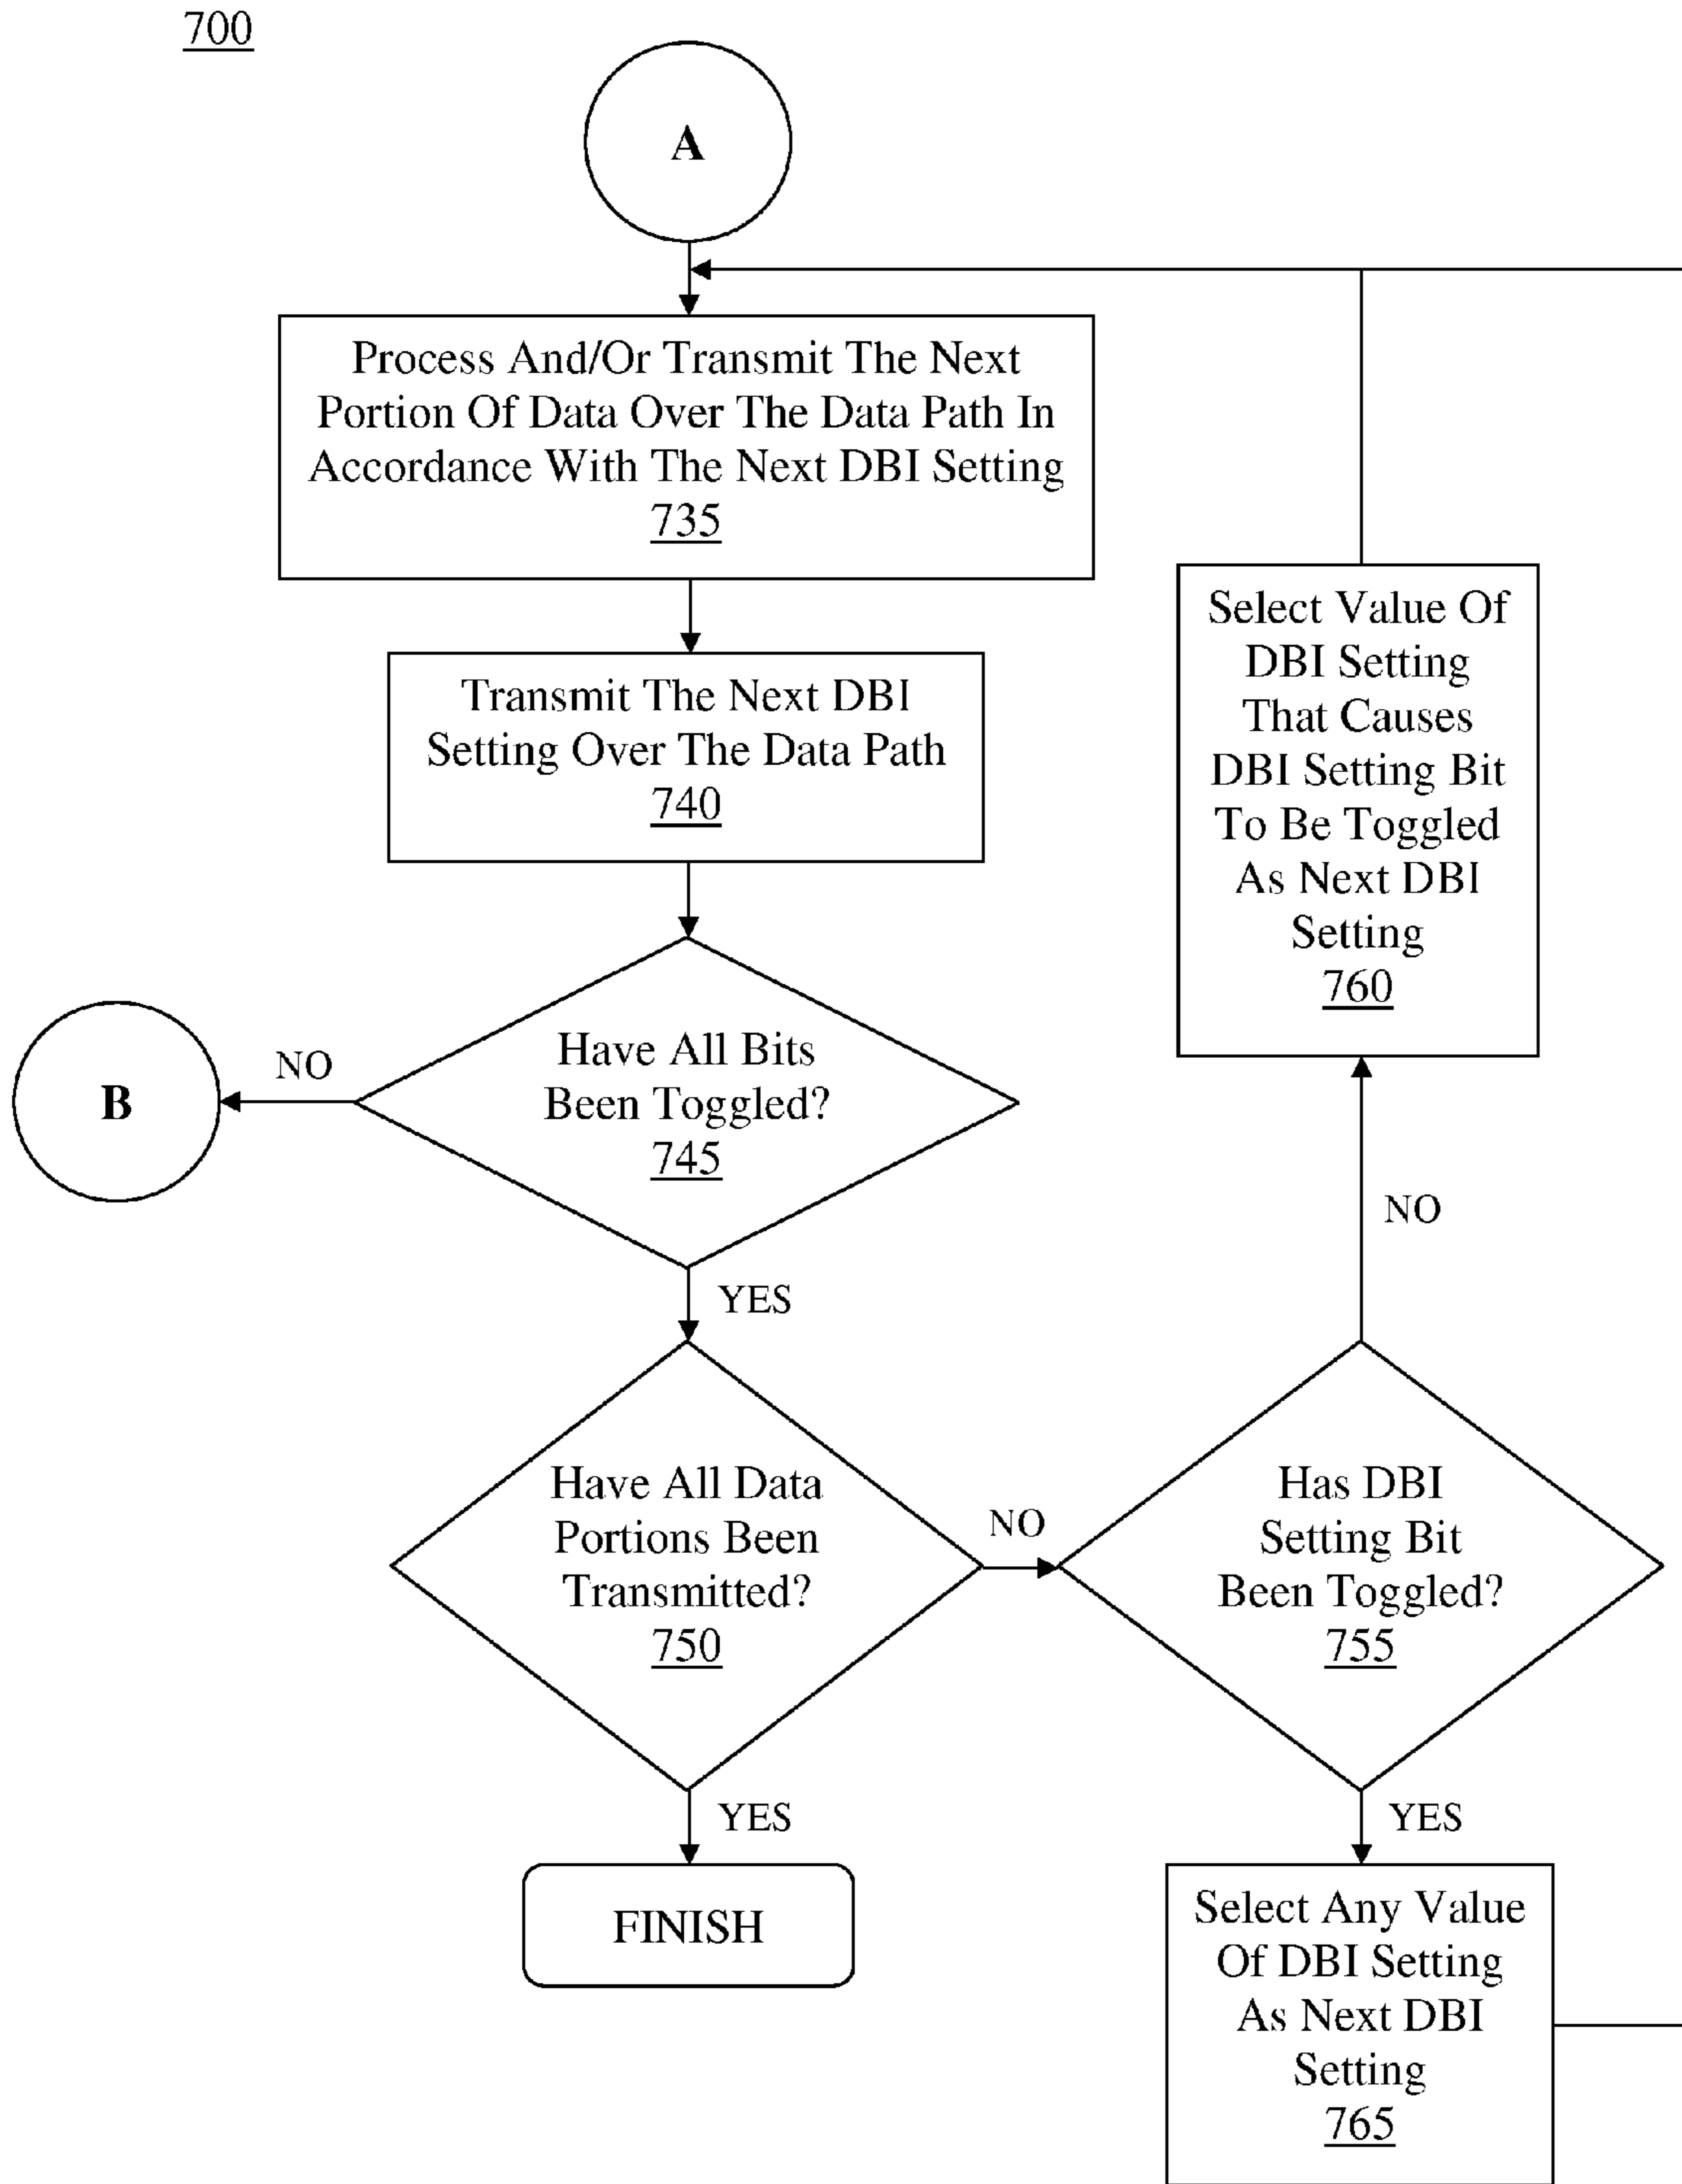 700
A
Process And/Or Transmit The Next
Portion Of Data Over The Data Path In
Accordance With The Next DBI Setting
735
Transmit The Next DBI
Setting Over The Data Path
740
Select Value Of
DBI Setting
That Causes
DBI Setting Bit
To Be Toggled
As Next DBI
Setting
760
B
NO
Have All Bits
Been Toggled?
745
NO
YES
Have All Data
Portions Been
Transmitted?
750
NO
Has DBI
Setting Bit
Been Toggled?
755
YES
YES
FINISH
Select Any Value
Of DBI Setting
As Next DBI
Setting
765